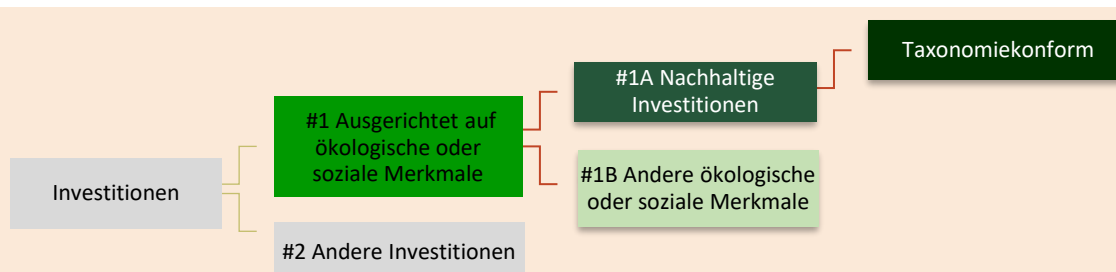 Investitionen
#1 Ausgerichtet auf
ökologische oder
soziale Merkmale
#2 Andere Investitionen
#1A Nachhaltige
Investitionen
#1B Andere ökologische
oder soziale Merkmale
Taxonomiekonform